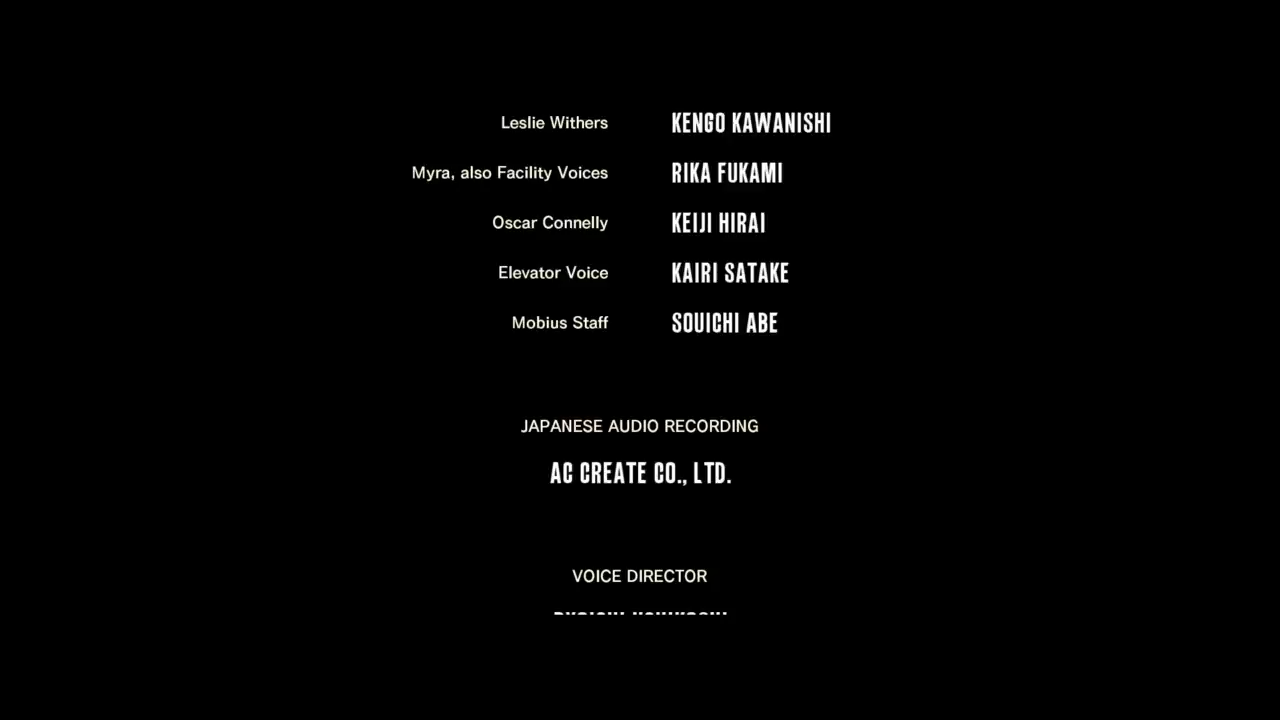 Leslie Withers KENGO KAWANISHI
Myra, also Facility Voices RIKA FUKAMI
Oscar Connelly KEIJI HIRAI
Elevator Voice KAIRI SATAKE
Mobius Staff SOUICHI ABE
JAPANESE AUDIO RECORDING
AC CREATE CO., LTD.
VOICE DIRECTOR